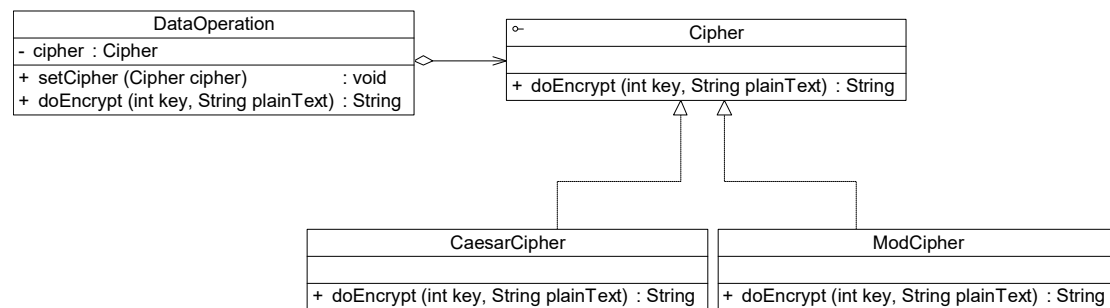 DataOperation
- cipher : Cipher
+ setCipher (Cipher cipher) : void
+ doEncrypt (int key, String plainText) : String
Cipher
+ doEncrypt (int key, String plainText) : String
CaesarCipher
+ doEncrypt (int key, String plainText) : String
ModCipher
+ doEncrypt (int key, String plainText) : String